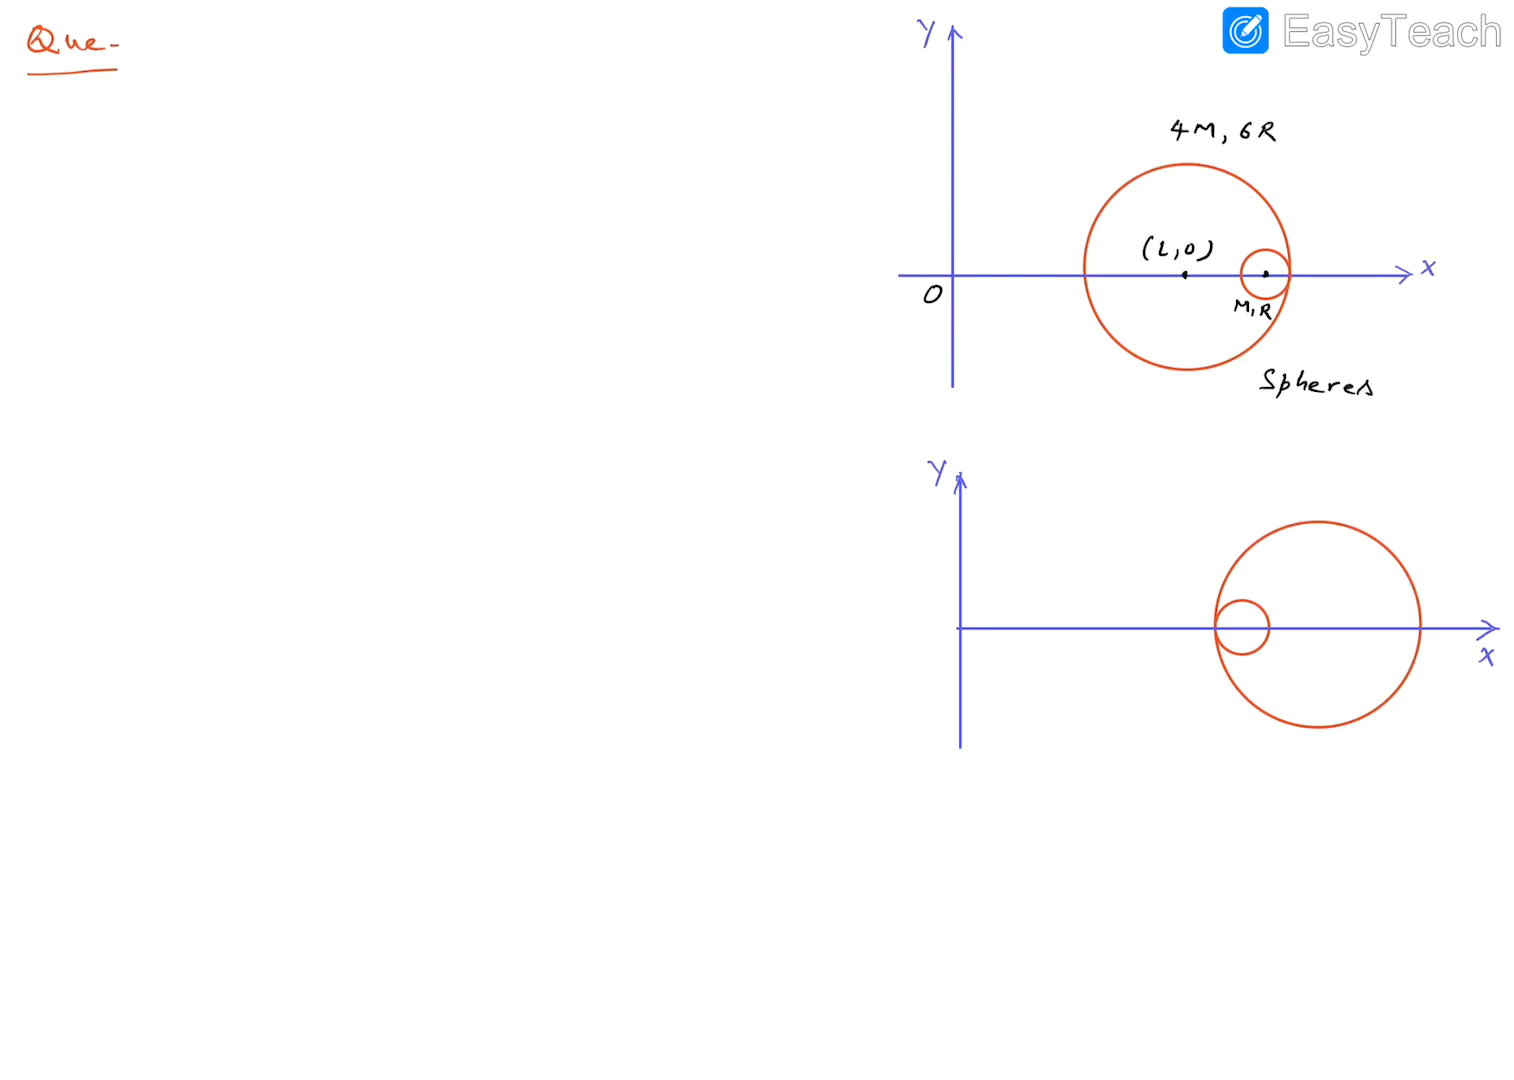 Que-
EasyTeach
Y
4M, 6R
(L,0)
X
O
M,R
Spheres
Y
X